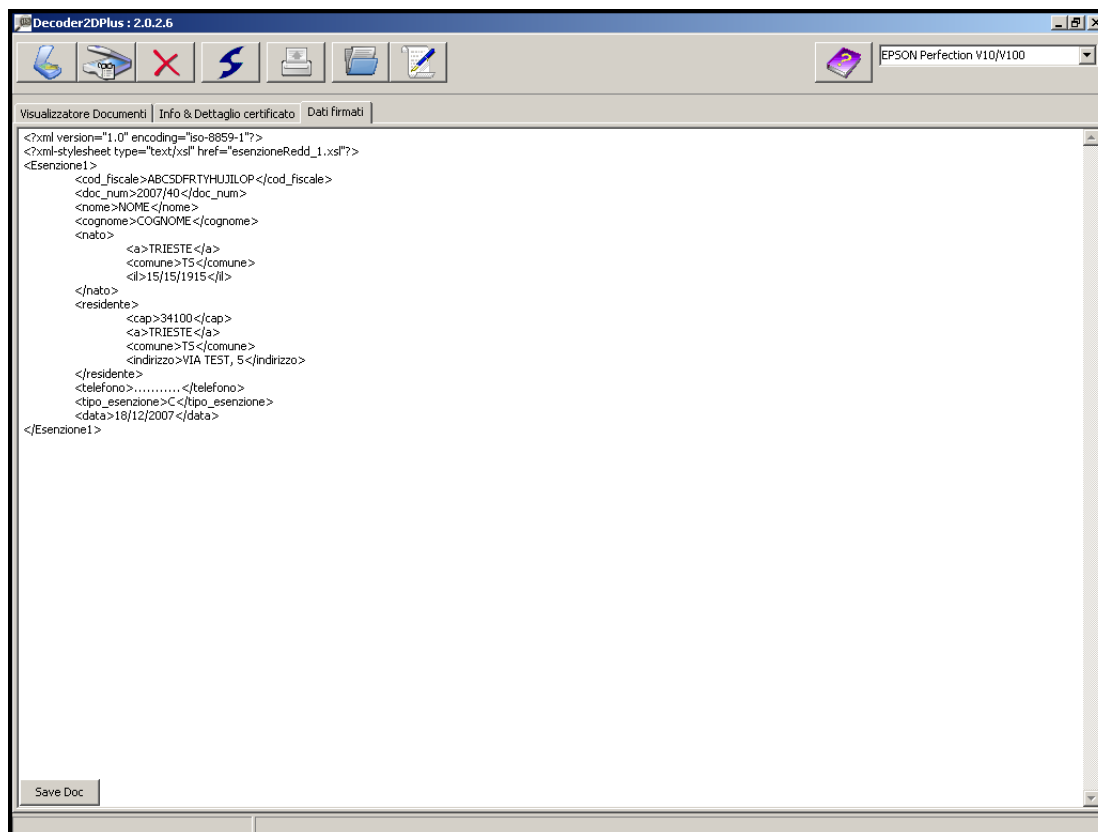 Decoder2DPlus : 2.0.2.6
EPSON Perfection V10/V100
Visualizzatore Documenti
Info & Dettaglio certificato
Dati firmati
<?xml version="1.0" encoding="iso-8859-1"?>
<?xml-stylesheet type="text/xsl" href="esenzioneRedd_1.xsl"?>
<Esenzione1>
<cod_fiscale>ABCSDFRTYHUJILOP</cod_fiscale>
<doc_num>2007/40</doc_num>
<nome>NOME</nome>
<cognome>COGNOME</cognome>
<nato>
<a>TRIESTE</a>
<comune>TS</comune>
<il>15/15/1915</il>
</nato>
<residente>
<cap>34100</cap>
<a>TRIESTE</a>
<comune>TS</comune>
<indirizzo>VIA TEST, 5</indirizzo>
</residente>
<telefono>...........</telefono>
<tipo_esenzione>C</tipo_esenzione>
<data>18/12/2007</data>
</Esenzione1>
Save Doc